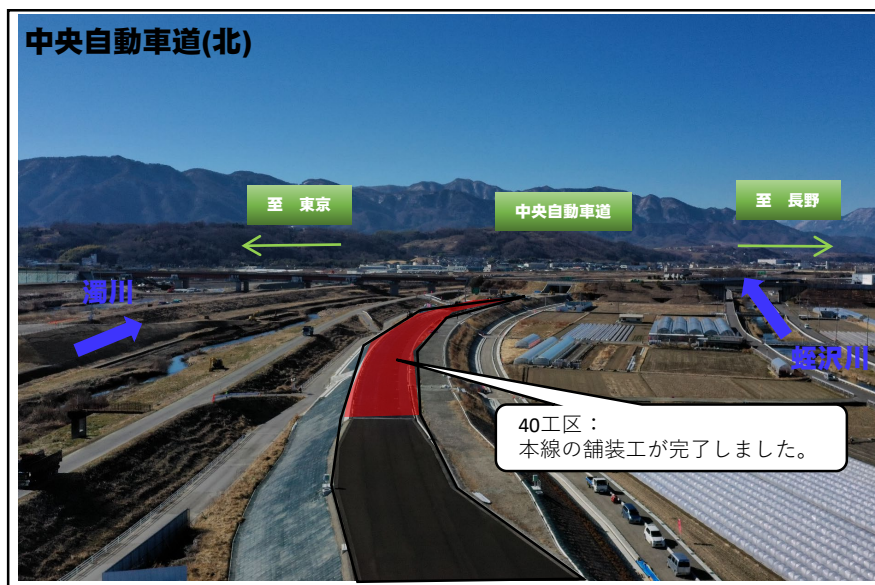 中央自動車道(北)
至　東京
中央自動車道
至　長野
濁川
蛭沢川
40工区：
本線の舗装工が完了しました。